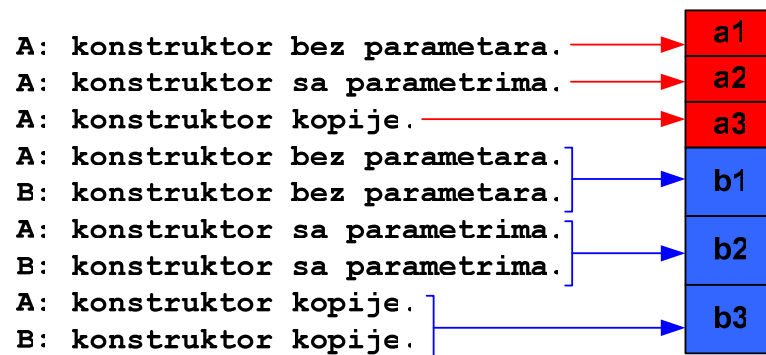 A: konstruktor bez parametara. a1
A: konstruktor sa parametrima. a2
A: konstruktor kopije. a3
A: konstruktor bez parametara.
B: konstruktor bez parametara. b1
A: konstruktor sa parametrima.
B: konstruktor sa parametrima. b2
A: konstruktor kopije.
B: konstruktor kopije. b3